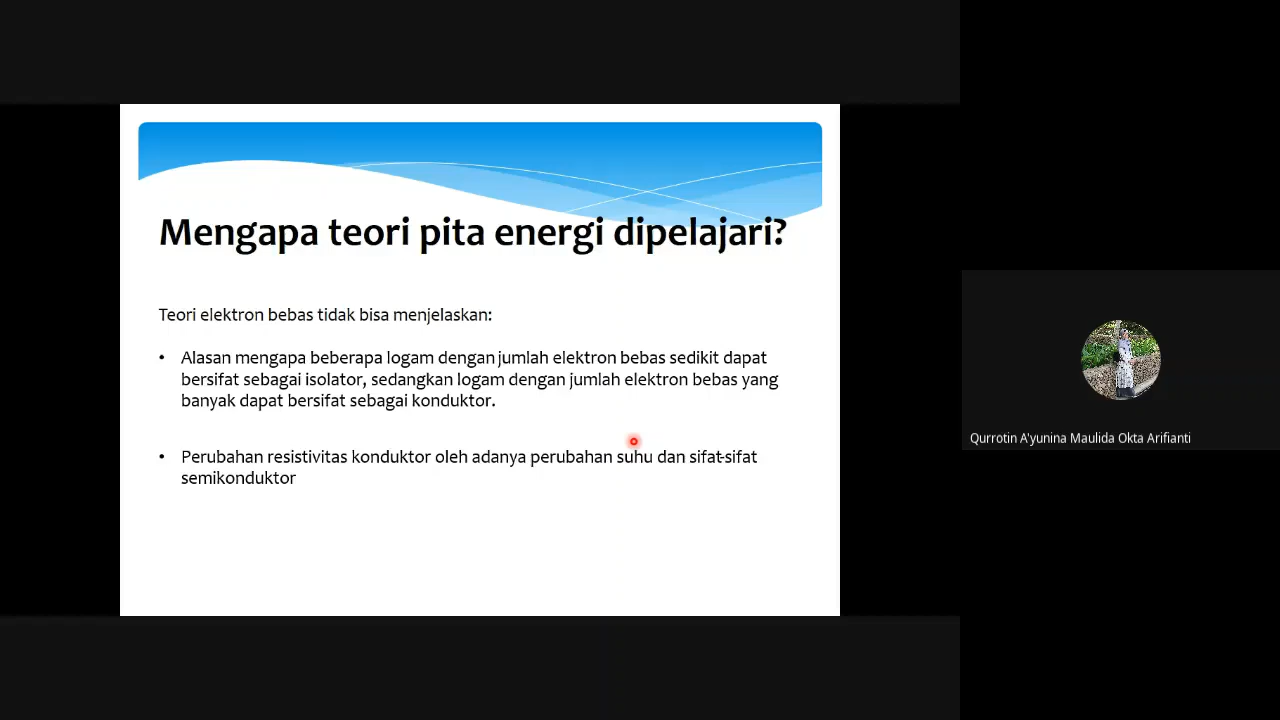 Mengapa teori pita energi dipelajari?
Teori elektron bebas tidak bisa menjelaskan:
• Alasan mengapa beberapa logam dengan jumlah elektron bebas sedikit dapat
bersifat sebagai isolator, sedangkan logam dengan jumlah elektron bebas yang
banyak dapat bersifat sebagai konduktor.
• Perubahan resistivitas konduktor oleh adanya perubahan suhu dan sifat-sifat
semikonduktor
Qurrotin A'yunina Maulida Okta Arifianti